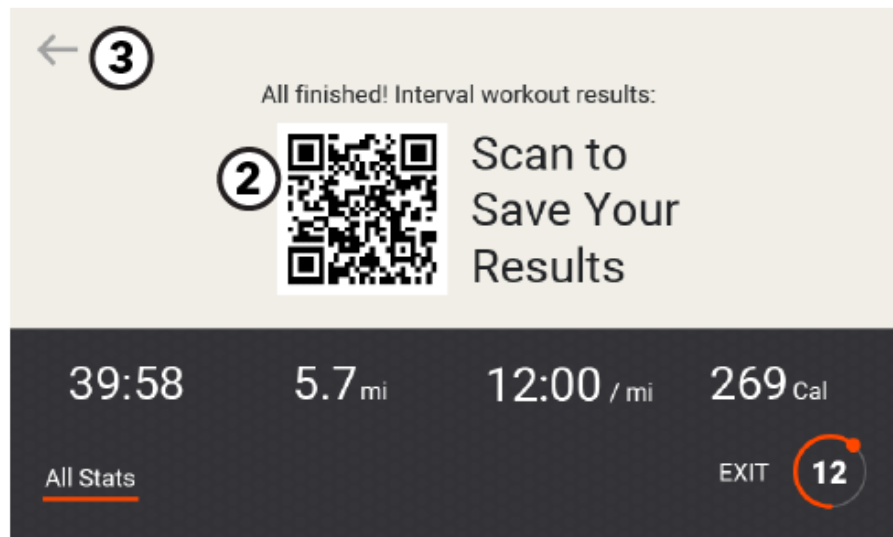 3
All finished! Interval workout results:
2
Scan to
Save Your
Results
39:58 5.7 mi 12:00 / mi 269 Cal
All Stats EXIT 12